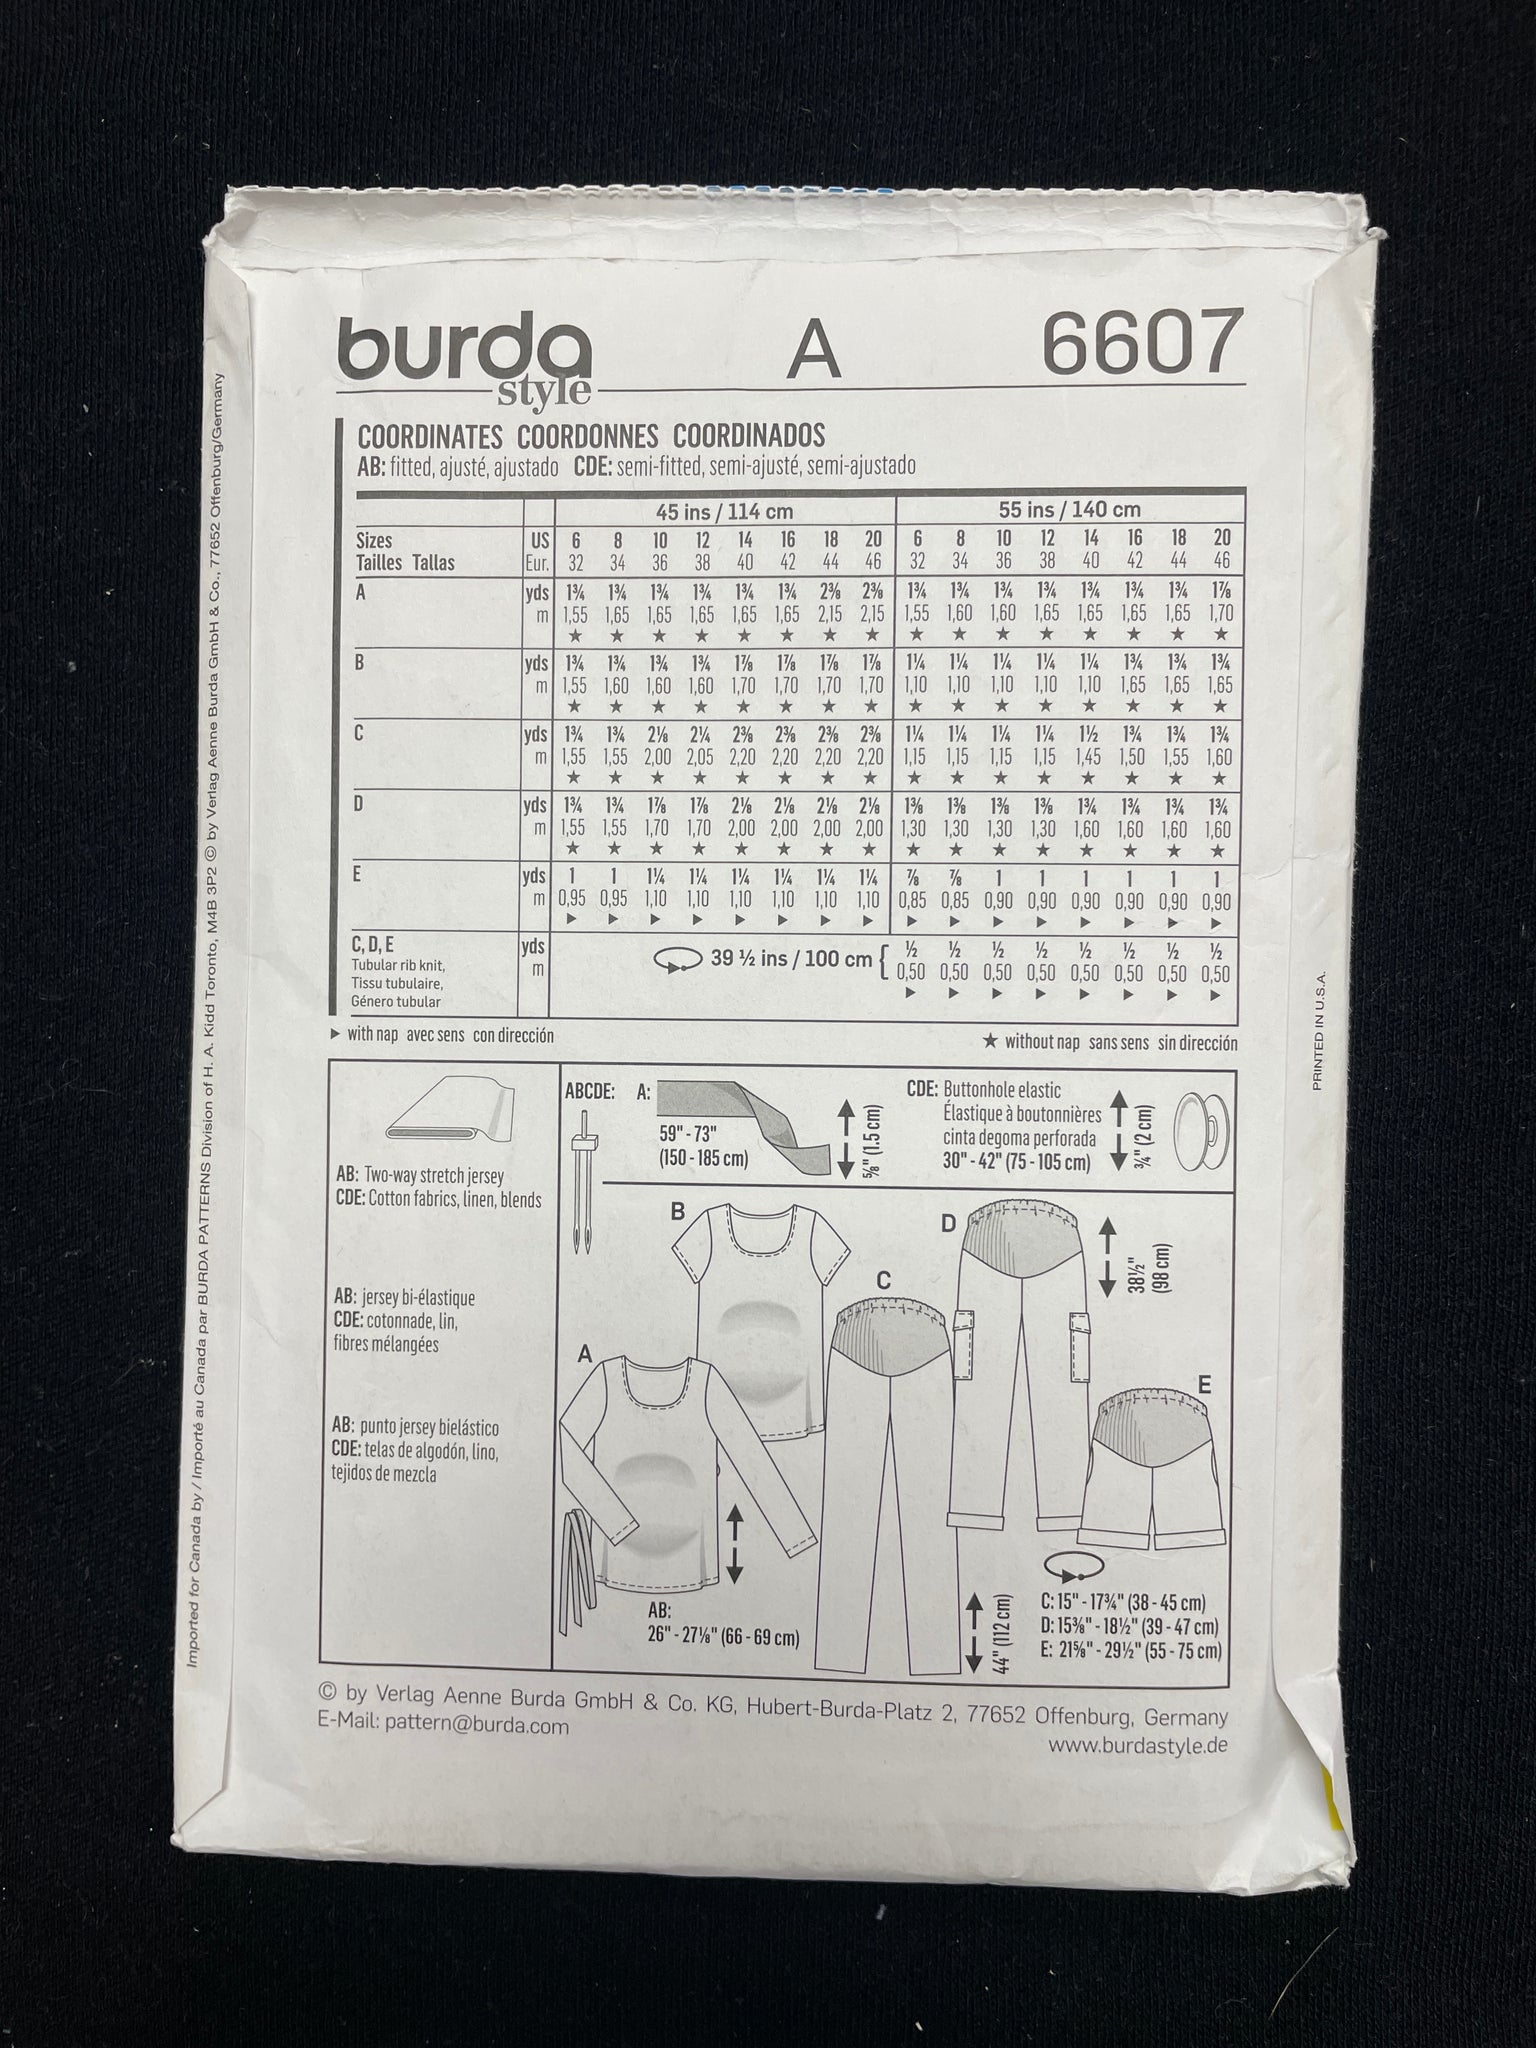 burda
style
A
6607
COORDINATES COORDONNES COORDINADOS
AB: fitted, ajusté, ajustado CDE: semi-fitted, semi-ajusté, semi-ajustado
45 ins / 114 cm 55 ins / 140 cm
Sizes US 6 8 10 12 14 16 18 20 6 8 10 12 14 16 18 20
Tailles Tallas Eur. 32 34 36 38 40 42 44 46 32 34 36 38 40 42 44 46
A yds 1¾ 1¾ 1¾ 1¾ 1¾ 1¾ 2⅜ 2⅜ 1¾ 1¾ 1¾ 1¾ 1¾ 1¾ 1¾ 1⅞
m 1,55 1,65 1,65 1,65 1,65 1,65 2,15 2,15 1,55 1,60 1,60 1,65 1,65 1,65 1,65 1,70
★ ★ ★ ★ ★ ★ ★ ★ ★ ★ ★ ★ ★ ★ ★ ★
B yds 1¾ 1¾ 1¾ 1¾ 1⅞ 1⅞ 1⅞ 1⅞ 1¼ 1¼ 1¼ 1¼ 1¼ 1¾ 1¾ 1¾
m 1,55 1,60 1,60 1,60 1,70 1,70 1,70 1,70 1,10 1,10 1,10 1,10 1,10 1,65 1,65 1,65
★ ★ ★ ★ ★ ★ ★ ★ ★ ★ ★ ★ ★ ★ ★ ★
C yds 1¾ 1¾ 2⅛ 2¼ 2⅜ 2⅜ 2⅜ 2⅜ 1¼ 1¼ 1¼ 1¼ 1½ 1¾ 1¾ 1¾
m 1,55 1,55 2,00 2,05 2,20 2,20 2,20 2,20 1,15 1,15 1,15 1,15 1,45 1,50 1,55 1,60
★ ★ ★ ★ ★ ★ ★ ★ ★ ★ ★ ★ ★ ★ ★ ★
D yds 1¾ 1¾ 1⅞ 1⅞ 2⅛ 2⅛ 2⅛ 2⅛ 1⅜ 1⅜ 1⅜ 1⅜ 1¾ 1¾ 1¾ 1¾
m 1,55 1,55 1,70 1,70 2,00 2,00 2,00 2,00 1,30 1,30 1,30 1,30 1,60 1,60 1,60 1,60
★ ★ ★ ★ ★ ★ ★ ★ ★ ★ ★ ★ ★ ★ ★ ★
E yds 1 1 1¼ 1¼ 1¼ 1¼ 1¼ 1¼ ⅞ ⅞ 1 1 1 1 1 1
m 0,95 0,95 1,10 1,10 1,10 1,10 1,10 1,10 0,85 0,85 0,90 0,90 0,90 0,90 0,90 0,90
▶ ▶ ▶ ▶ ▶ ▶ ▶ ▶ ▶ ▶ ▶ ▶ ▶ ▶ ▶ ▶
C, D, E yds 39 ½ ins / 100 cm { ½ ½ ½ ½ ½ ½ ½ ½
Tubular rib knit, m 0,50 0,50 0,50 0,50 0,50 0,50 0,50 0,50
Tissu tubulaire, ▶ ▶ ▶ ▶ ▶ ▶ ▶ ▶
Género tubular
▶ with nap avec sens con dirección
★ without nap sans sens sin dirección
AB: Two-way stretch jersey
CDE: Cotton fabrics, linen, blends
AB: jersey bi-élastique
CDE: cotonnade, lin,
fibres mélangées
AB: punto jersey bielástico
CDE: telas de algodón, lino,
tejidos de mezcla
ABCDE:
A:
59" - 73"
(150 - 185 cm)
⅝" (1.5 cm)
CDE: Buttonhole elastic
Élastique à boutonnières
cinta degoma perforada
30" - 42" (75 - 105 cm)
¾" (2 cm)
B
D
38½"
(98 cm)
C
A
E
AB:
26" - 27⅛" (66 - 69 cm)
44" (112 cm)
C: 15" - 17¾" (38 - 45 cm)
D: 15⅜" - 18½" (39 - 47 cm)
E: 21⅝" - 29½" (55 - 75 cm)
© by Verlag Aenne Burda GmbH & Co. KG, Hubert-Burda-Platz 2, 77652 Offenburg, Germany
E-Mail: pattern@burda.com
www.burdastyle.de
Imported for Canada by / Importé au Canada par BURDA PATTERNS Division of H. A. Kidd Toronto, M4B 3P2 © by Verlag Aenne Burda GmbH & Co., 77652 Offenburg/Germany
PRINTED IN U.S.A.